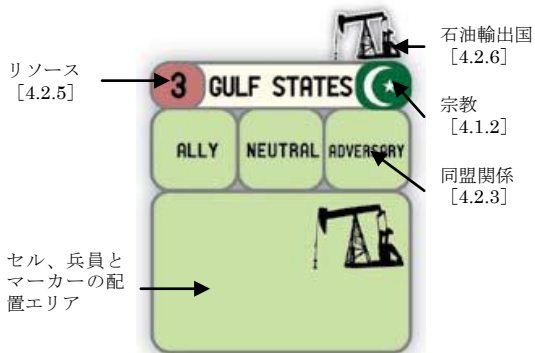 石油輸出国
[4.2.6]
リソース
[4.2.5]
3 GULF STATES
宗教
[4.1.2]
ALLY NEUTRAL ADVERSARY
同盟関係
[4.2.3]
セル、兵員と
マーカーの配
置エリア